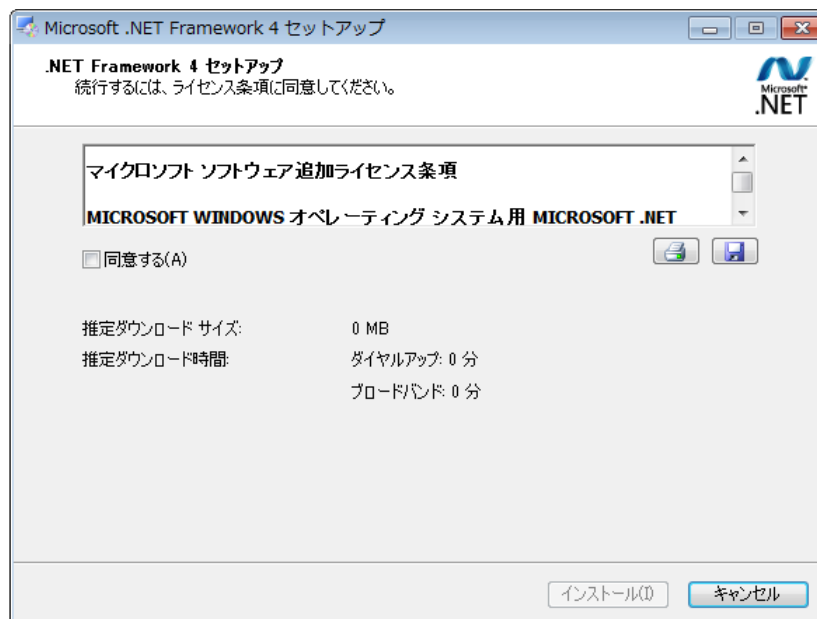 Microsoft .NET Framework 4 セットアップ
.NET Framework 4 セットアップ
続行するには、ライセンス条項に同意してください。
Microsoft®
.NET
マイクロソフト ソフトウェア追加ライセンス条項
MICROSOFT WINDOWS オペレーティング システム用 MICROSOFT .NET
同意する(A)
推定ダウンロード サイズ: 0 MB
推定ダウンロード時間: ダイヤルアップ: 0 分
ブロードバンド: 0 分
インストール(I) キャンセル